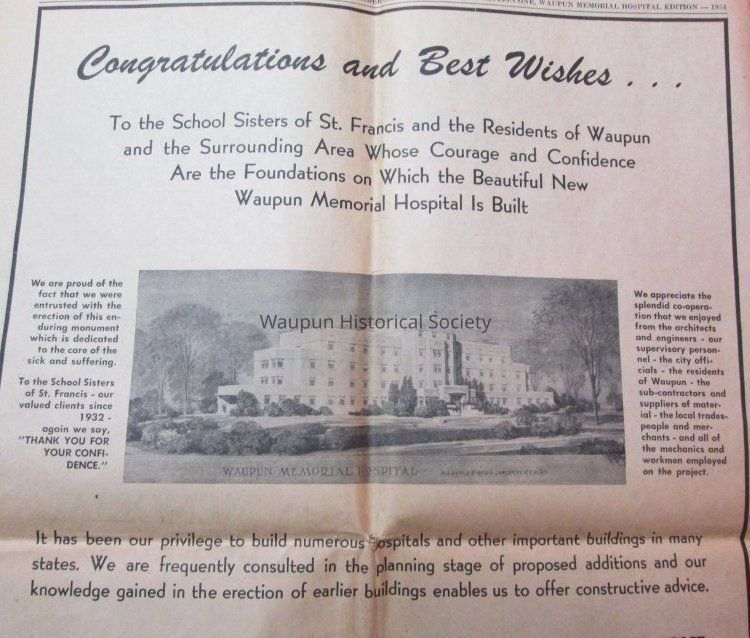 SECTION ONE, WAUPUN MEMORIAL HOSPITAL EDITION — 1951
Congratulations and Best Wishes . . .
To the School Sisters of St. Francis and the Residents of Waupun
and the Surrounding Area Whose Courage and Confidence
Are the Foundations on Which the Beautiful New
Waupun Memorial Hospital Is Built
We are proud of the
fact that we were
entrusted with the
erection of this en-
during monument
which is dedicated
to the care of the
sick and suffering.
To the School Sisters
of St. Francis - our
valued clients since
1932 -
again we say,
"THANK YOU FOR
YOUR CONFI-
DENCE."
Waupun Historical Society
WAUPUN MEMORIAL HOSPITAL
We appreciate the
splendid co-opera-
tion that we enjoyed
from the architects
and engineers - our
supervisory person-
nel - the city offi-
cials - the residents
of Waupun - the
sub-contractors and
suppliers of mater-
ial - the local trades-
people and mer-
chants - and all of
the mechanics and
workmen employed
on the project.
It has been our privilege to build numerous hospitals and other important buildings in many
states. We are frequently consulted in the planning stage of proposed additions and our
knowledge gained in the erection of earlier buildings enables us to offer constructive advice.